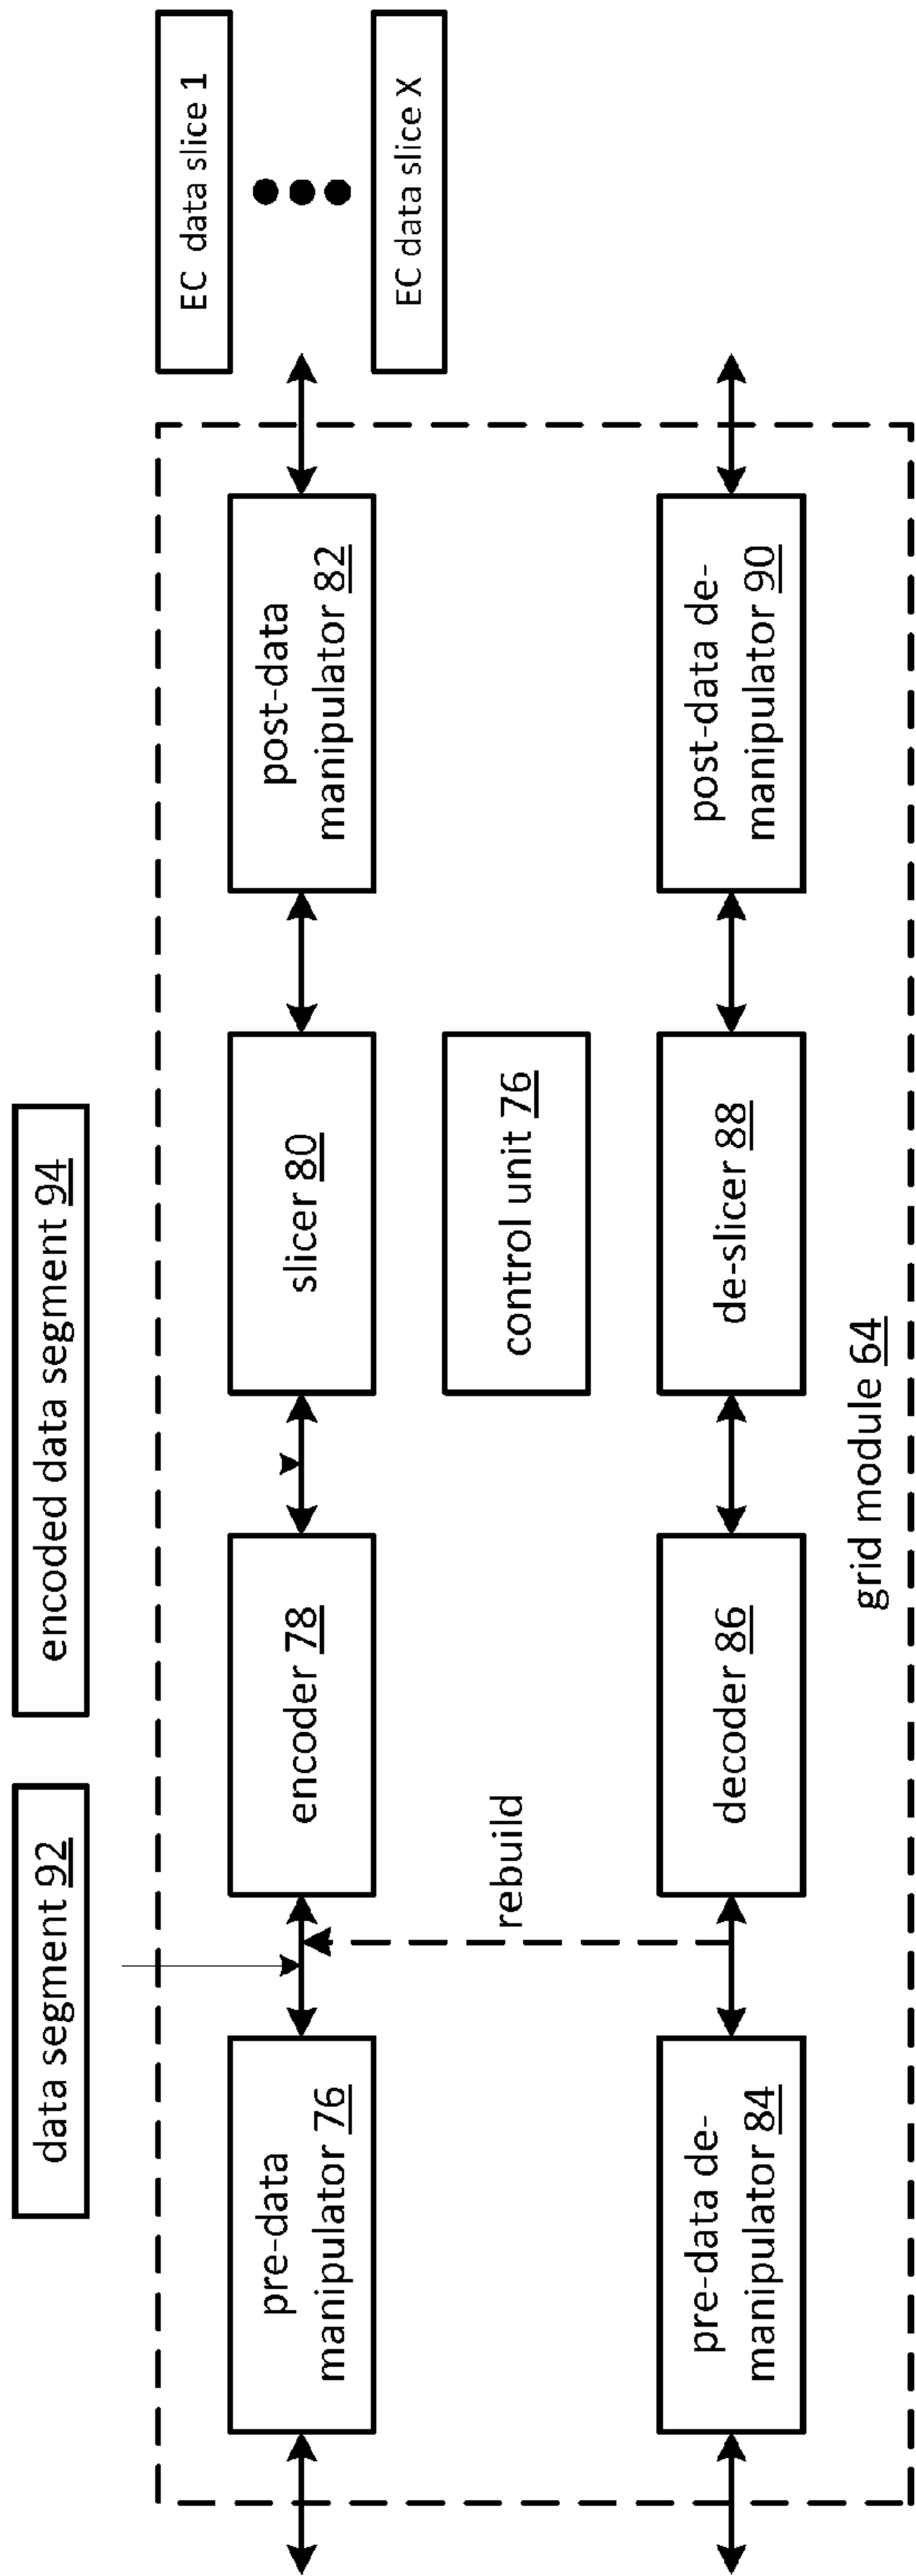 data segment 92
encoded data segment 94
pre-data
manipulator 76
encoder 78
slicer 80
post-data
manipulator 82
EC data slice 1
EC data slice X
rebuild
control unit 76
pre-data de-
manipulator 84
decoder 86
de-slicer 88
post-data de-
manipulator 90
grid module 64